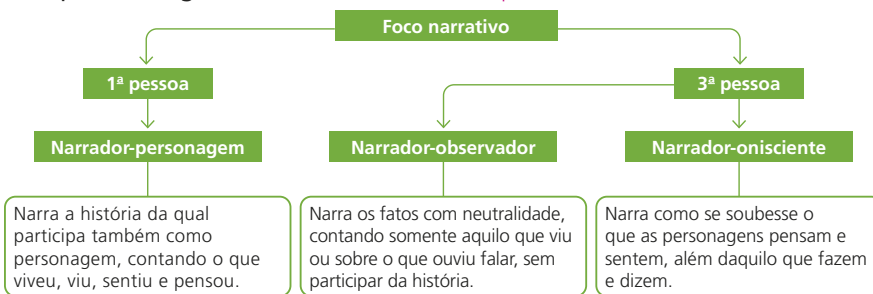 Foco narrativo
1ª pessoa
3ª pessoa
Narrador-personagem
Narrador-observador
Narrador-onisciente
Narra a história da qual
participa também como
personagem, contando o que
viveu, viu, sentiu e pensou.
Narra os fatos com neutralidade,
contando somente aquilo que viu
ou sobre o que ouviu falar, sem
participar da história.
Narra como se soubesse o
que as personagens pensam e
sentem, além daquilo que fazem
e dizem.